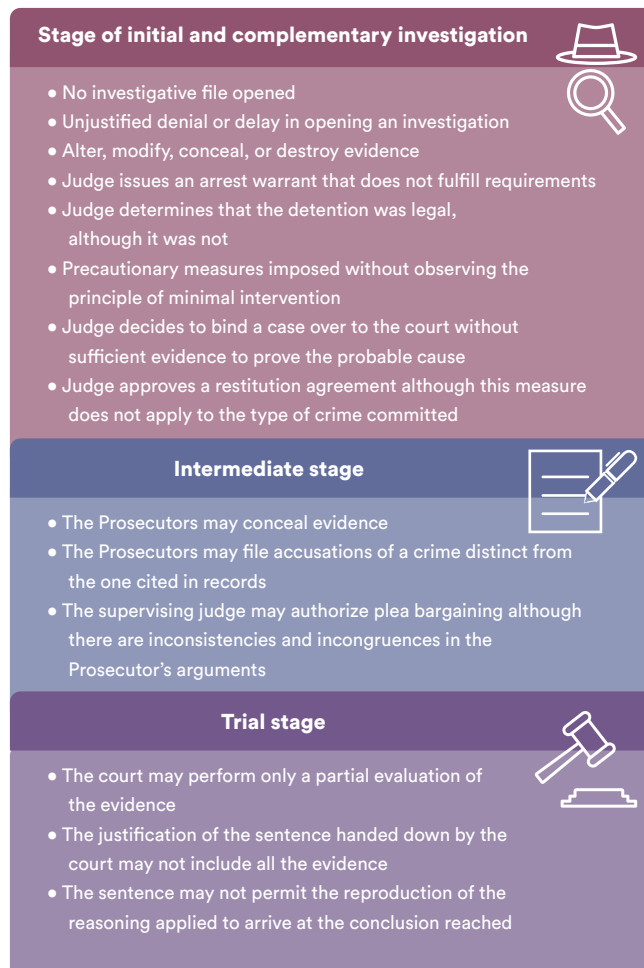 Stage of initial and complementary investigation
● No investigative file opened
● Unjustified denial or delay in opening an investigation
● Alter, modify, conceal, or destroy evidence
● Judge issues an arrest warrant that does not fulfill requirements
● Judge determines that the detention was legal,
although it was not
● Precautionary measures imposed without observing the
principle of minimal intervention
● Judge decides to bind a case over to the court without
sufficient evidence to prove the probable cause
● Judge approves a restitution agreement although this measure
does not apply to the type of crime committed
Intermediate stage
● The Prosecutors may conceal evidence
● The Prosecutors may file accusations of a crime distinct from
the one cited in records
● The supervising judge may authorize plea bargaining although
there are inconsistencies and incongruences in the
Prosecutor’s arguments
Trial stage
● The court may perform only a partial evaluation of
the evidence
● The justification of the sentence handed down by the
court may not include all the evidence
● The sentence may not permit the reproduction of the
reasoning applied to arrive at the conclusion reached